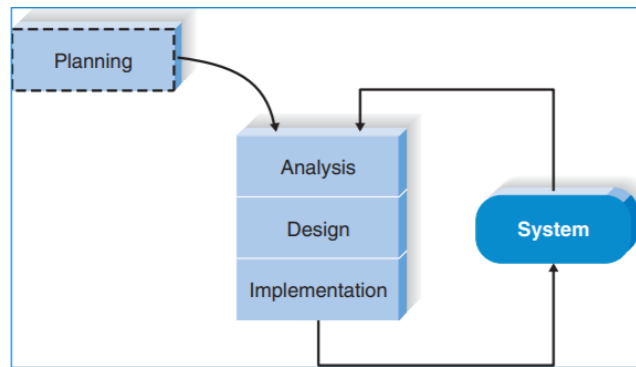 Planning
Analysis
Design
System
Implementation